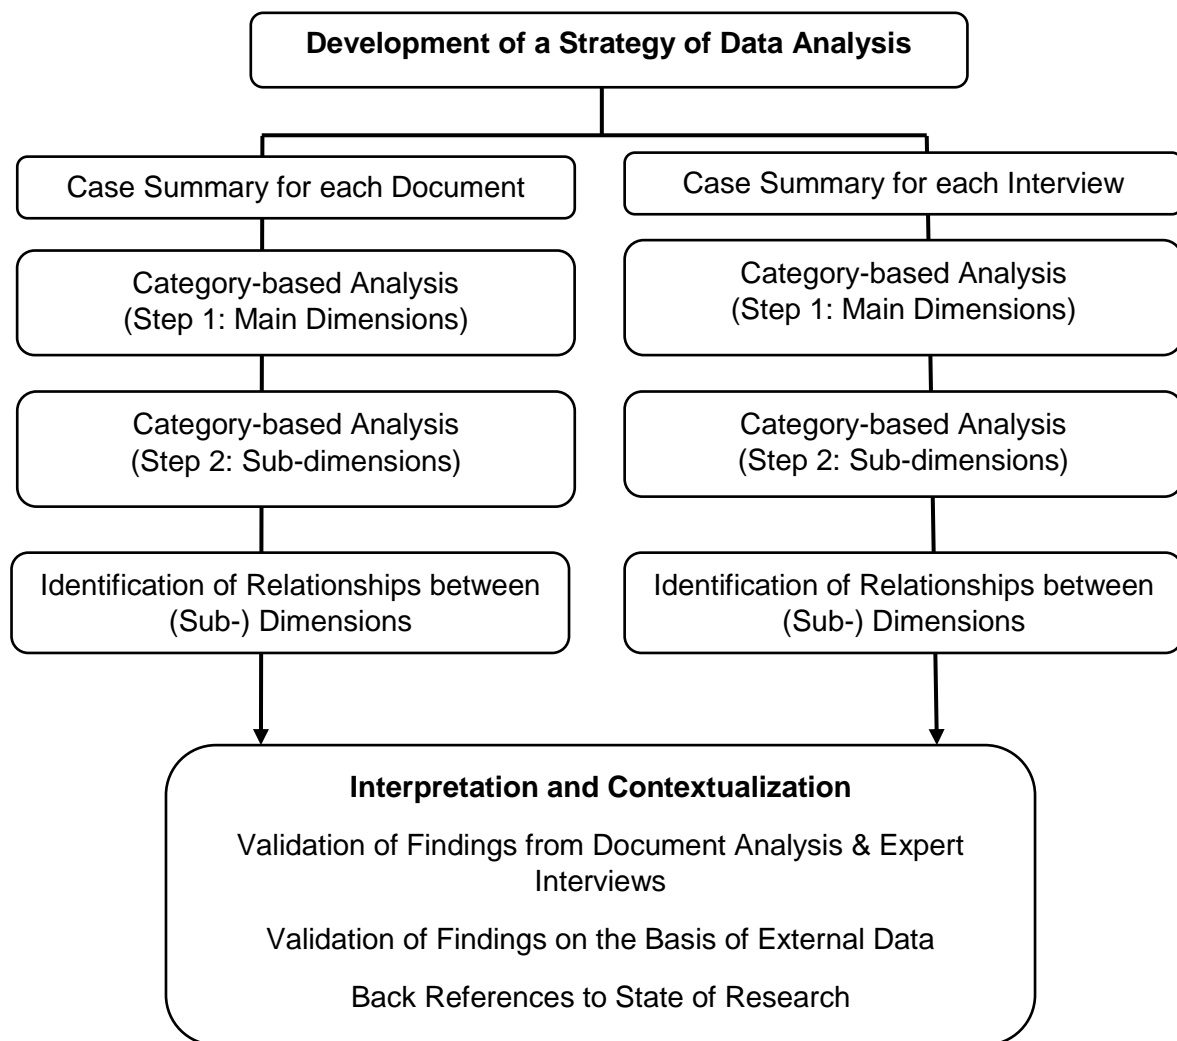 Development of a Strategy of Data Analysis
Case Summary for each Document
Case Summary for each Interview
Category-based Analysis
(Step 1: Main Dimensions)
Category-based Analysis
(Step 1: Main Dimensions)
Category-based Analysis
(Step 2: Sub-dimensions)
Category-based Analysis
(Step 2: Sub-dimensions)
Identification of Relationships between
(Sub-) Dimensions
Identification of Relationships between
(Sub-) Dimensions
Interpretation and Contextualization
Validation of Findings from Document Analysis & Expert
Interviews
Validation of Findings on the Basis of External Data
Back References to State of Research